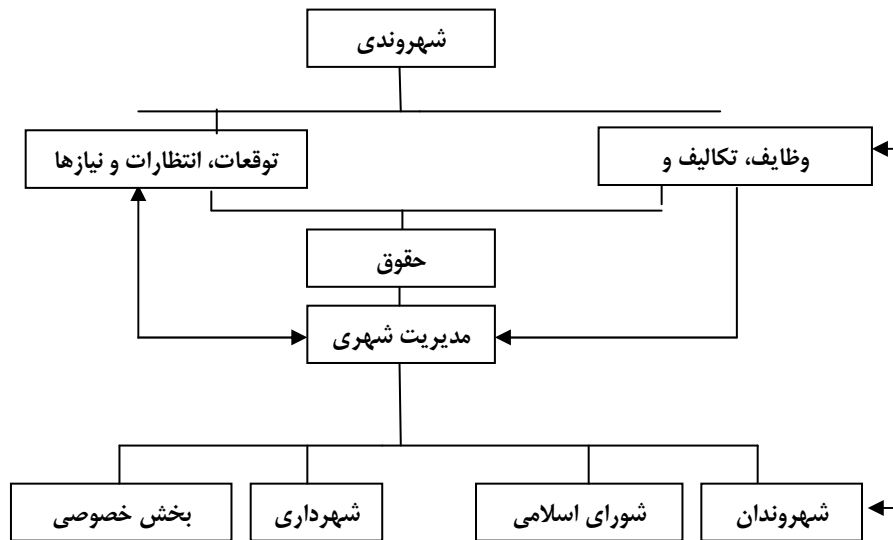 شهروندی
وظایف، تکالیف و
توقعات، انتظارات و نیازها
حقوق
مدیریت شهری
شهروندان
شورای اسلامی
شهرداری
بخش خصوصی